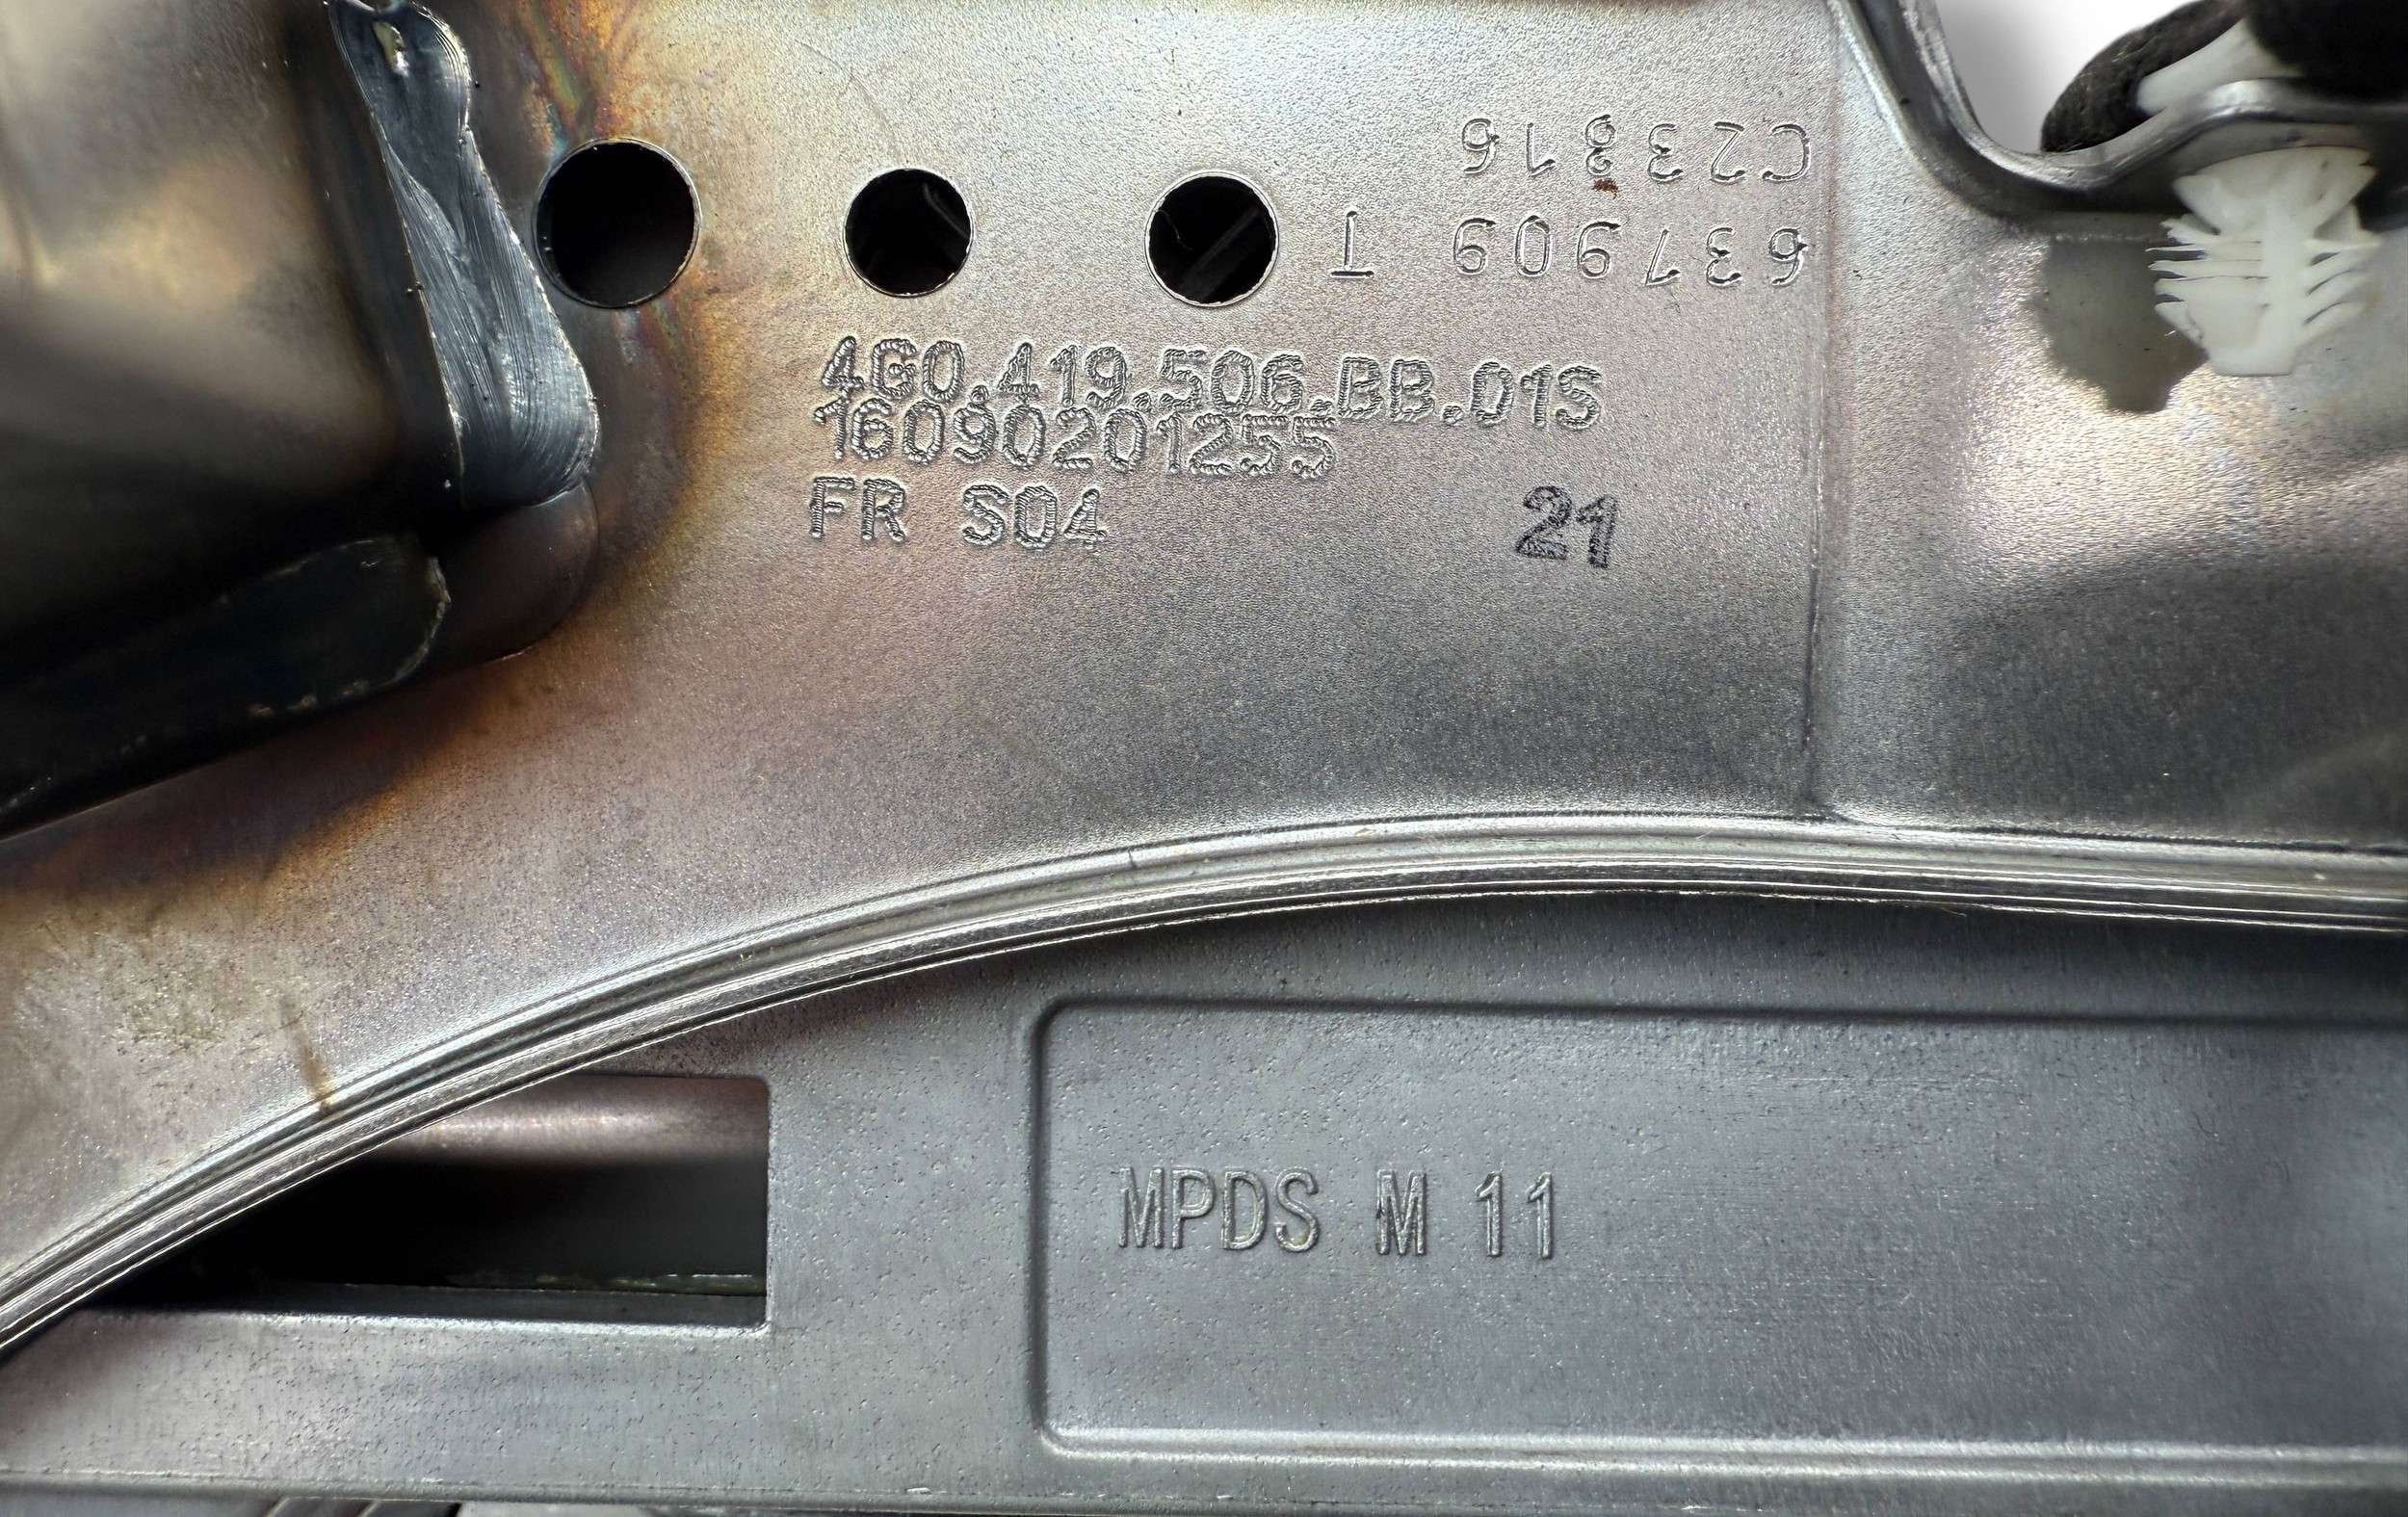 4G0.419.506.BB.01S
16090201255
FR S04 21
637909 T
C23816
MPDS M 11